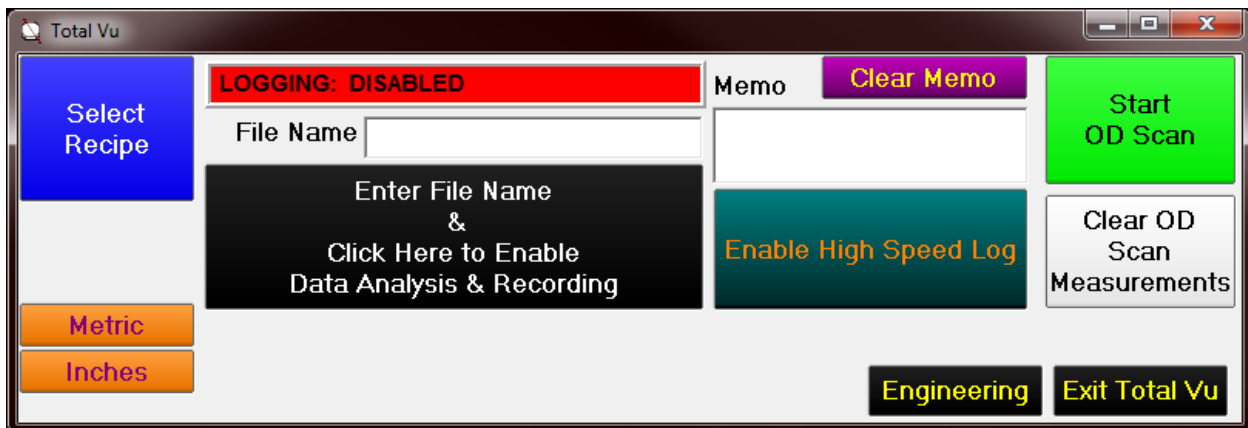 Total Vu
Select
Recipe
LOGGING: DISABLED
File Name
Enter File Name
&
Click Here to Enable
Data Analysis & Recording
Memo
Clear Memo
Enable High Speed Log
Start
OD Scan
Clear OD
Scan
Measurements
Metric
Inches
Engineering
Exit Total Vu